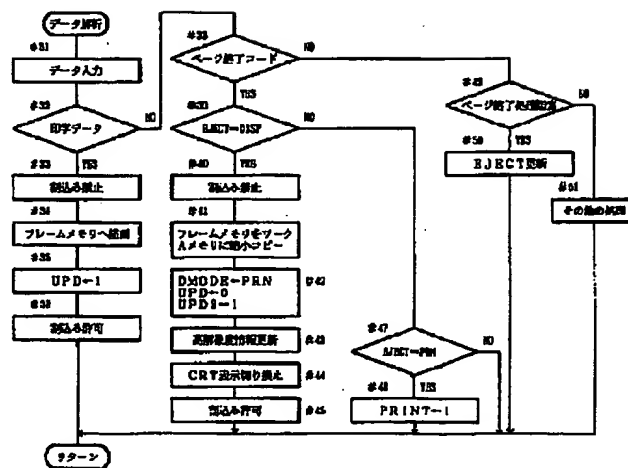 データ解析
#31
データ入力
#32
印字データ
NO
YES
#33
割込み禁止
#34
フレームメモリへ描画
#35
UPD←1
#36
割込み許可
リターン
#38
ページ終了コード
NO
YES
EJECT=DISP
NO
#40
YES
割込み禁止
#41
フレームメモリをワーク
Aメモリに縮小コピー
DMODE←PRN
UPD←0
UPD8←1
#42
高解像度情報更新
#43
CRT表示切り換え
#44
割込み許可
#45
#47
EJECT=PRN
NO
#48
YES
PRINT←1
#49
ページ終了処理設定
NO
#50
YES
EJECT更新
#51
その他の処理